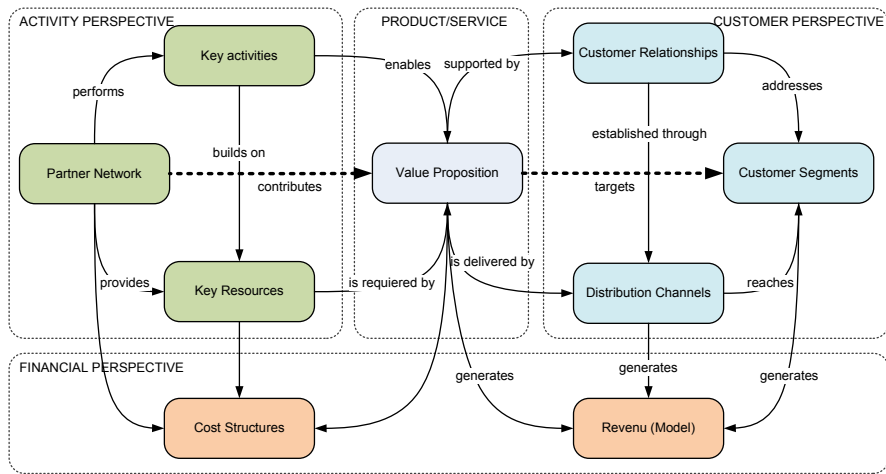 ACTIVITY PERSPECTIVE
PRODUCT/SERVICE
CUSTOMER PERSPECTIVE
Key activities
enables
supported by
Customer Relationships
performs
addresses
builds on
established through
Partner Network
contributes
Value Proposition
targets
Customer Segments
provides
Key Resources
is requiered by
is delivered by
Distribution Channels
reaches
FINANCIAL PERSPECTIVE
generates
generates
generates
Cost Structures
Revenu (Model)